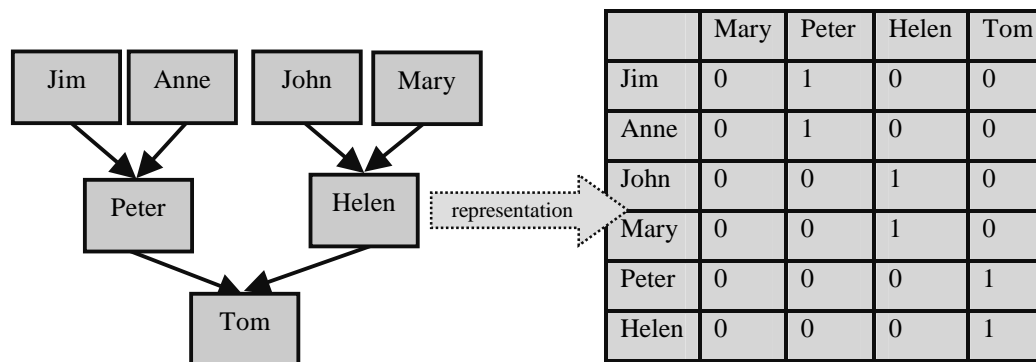 Jim Anne John Mary
Peter Helen
Tom
representation
Mary Peter Helen Tom
Jim 0 1 0 0
Anne 0 1 0 0
John 0 0 1 0
Mary 0 0 1 0
Peter 0 0 0 1
Helen 0 0 0 1